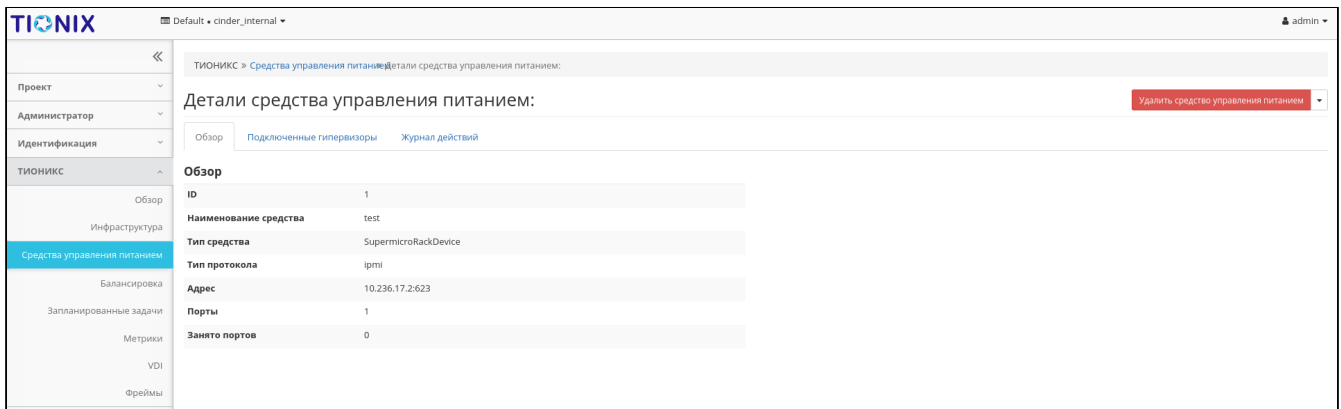 TIONIX
Default • cinder_internal
admin
ТИОНИКС » Средства управления питанием » Детали средства управления питанием:
Проект
Администратор
Идентификация
ТИОНИКС
Обзор
Инфраструктура
Средства управления питанием
Балансировка
Запланированные задачи
Метрики
VDI
Фреймы
Детали средства управления питанием:
Удалить средство управления питанием
Обзор Подключенные гипервизоры Журнал действий
Обзор
ID 1
Наименование средства test
Тип средства SupermicroRackDevice
Тип протокола ipmi
Адрес 10.236.17.2:623
Порты 1
Занято портов 0